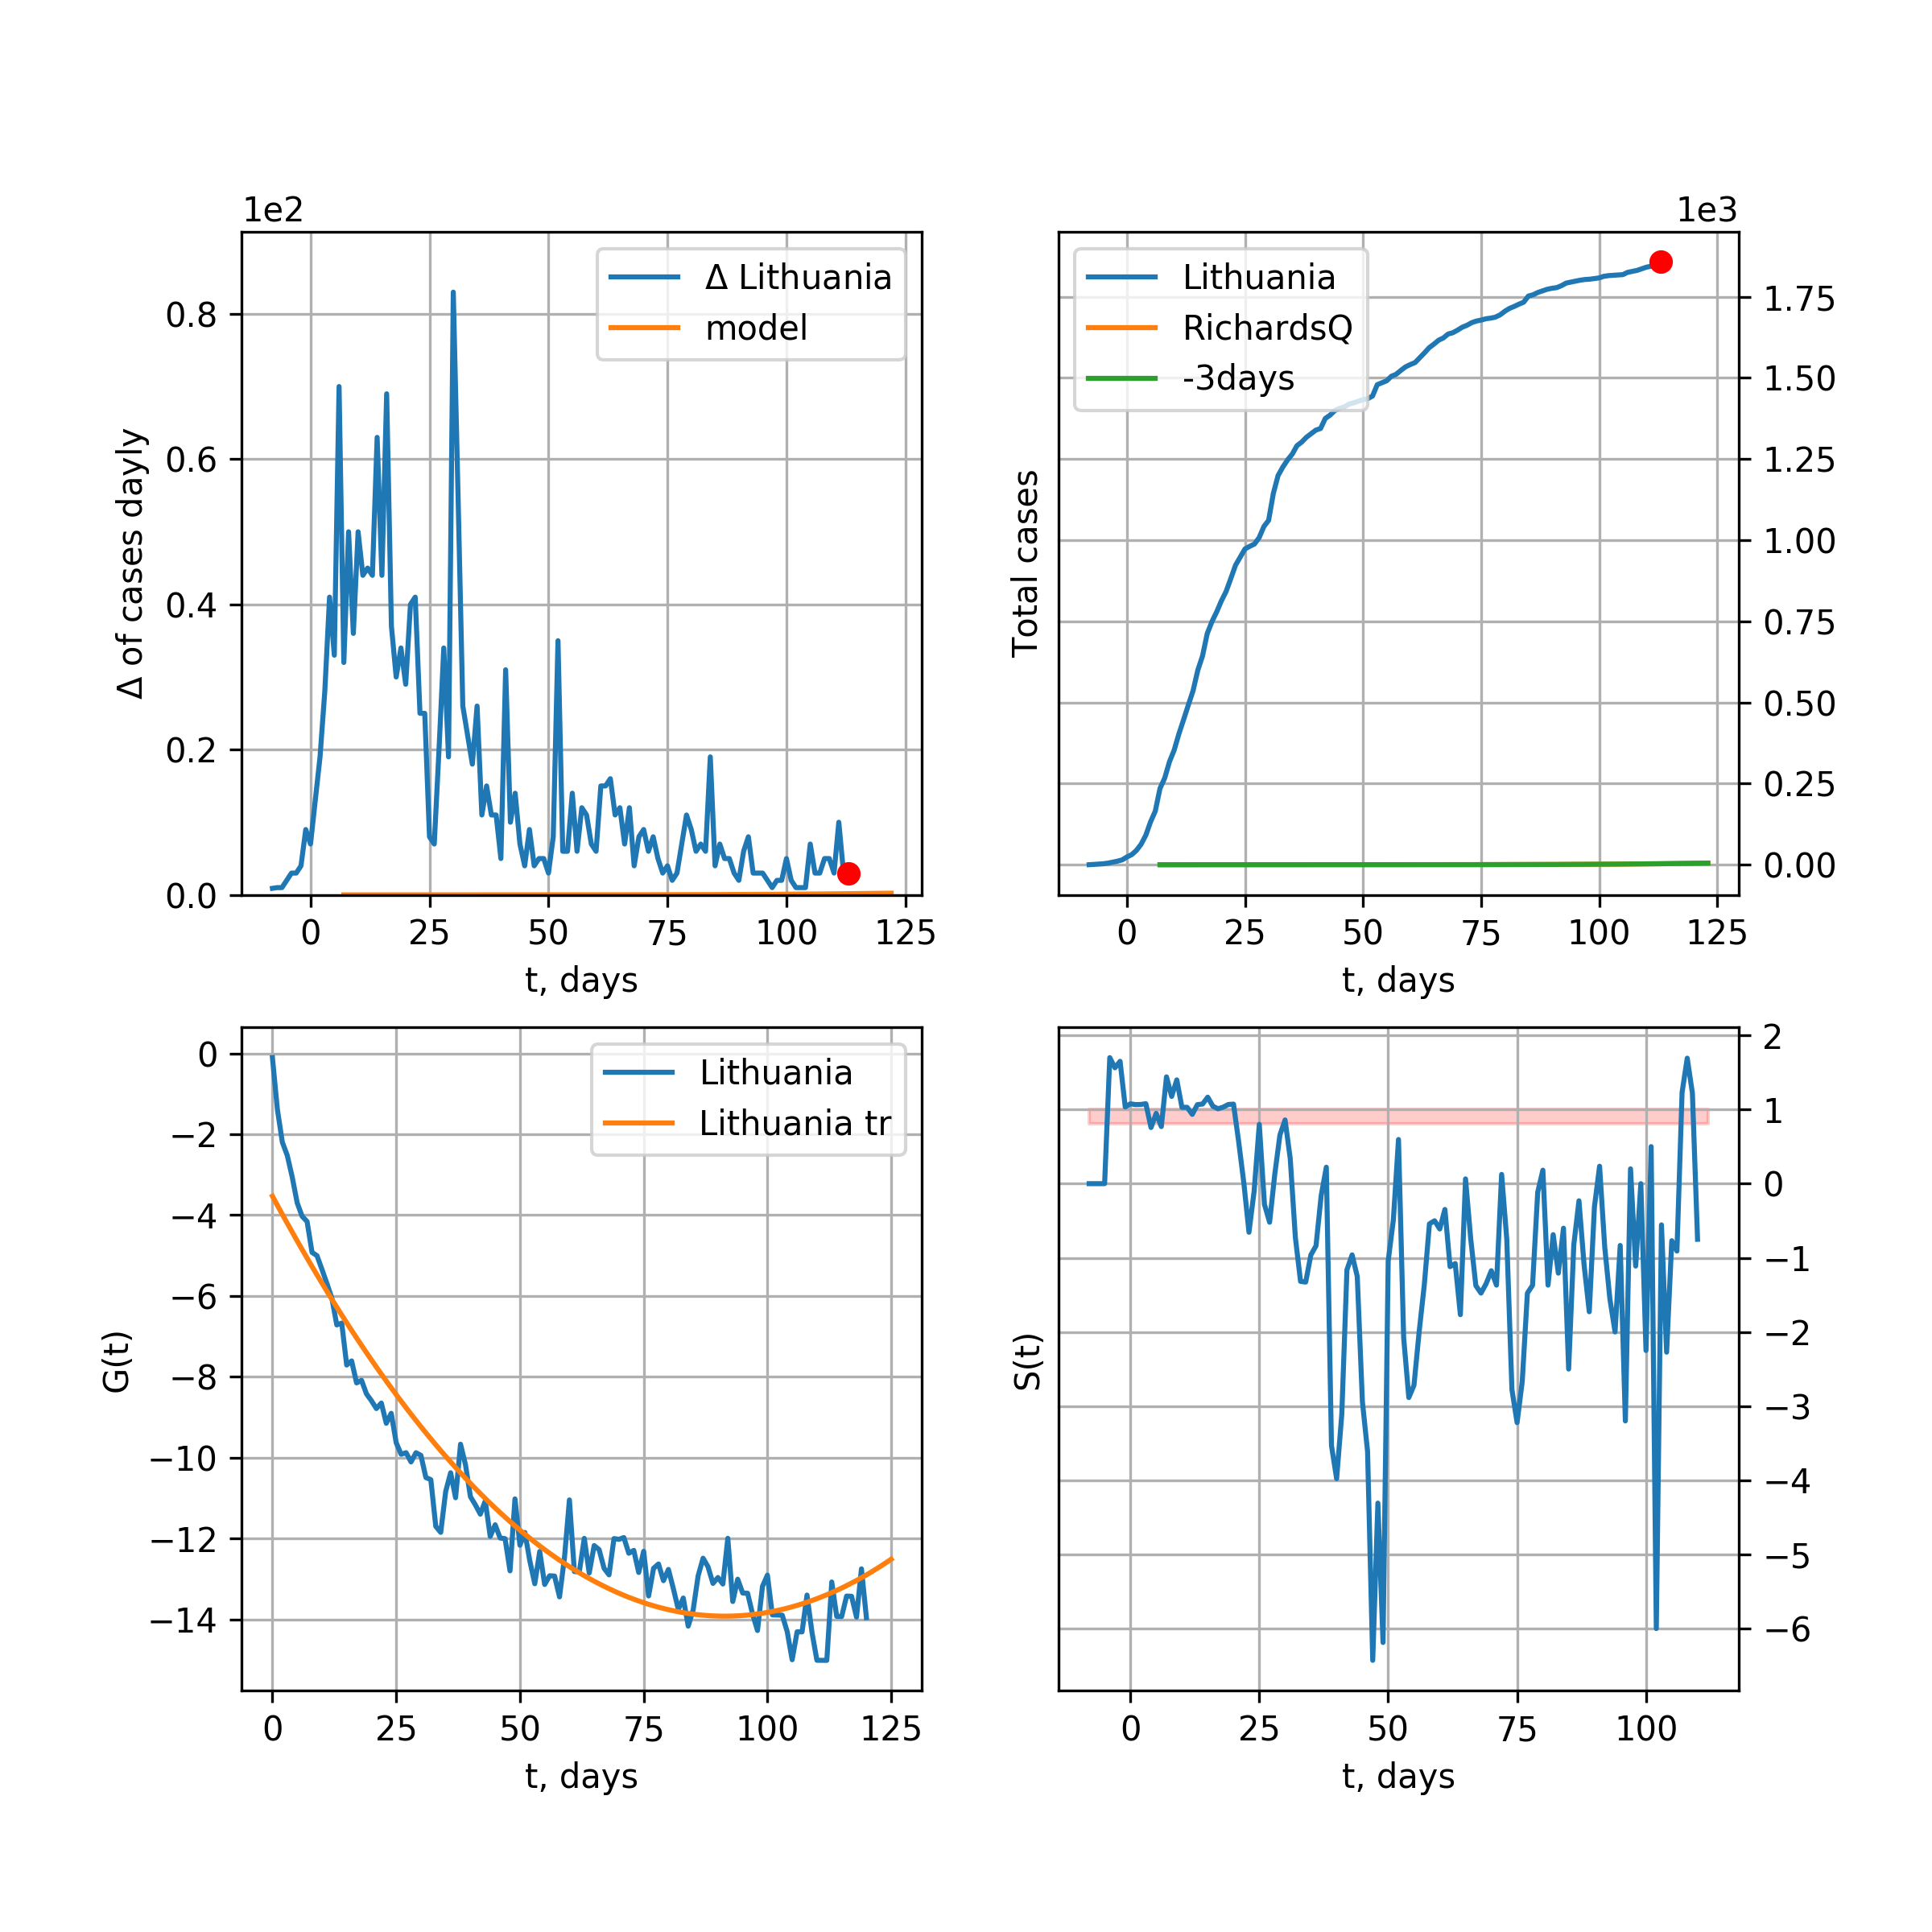 1e2
Δ of cases dayly
0.8
0.6
0.4
0.2
0.0
Δ Lithuania
model
0 25 50 75 100 125
t, days
1e3
Total cases
Lithuania
RichardsQ
-3days
1.75
1.50
1.25
1.00
0.75
0.50
0.25
0.00
0 25 50 75 100 125
t, days
G(t)
0
−2
−4
−6
−8
−10
−12
−14
Lithuania
Lithuania tr
0 25 50 75 100 125
t, days
S(t)
2
1
0
−1
−2
−3
−4
−5
−6
0 25 50 75 100
t, days